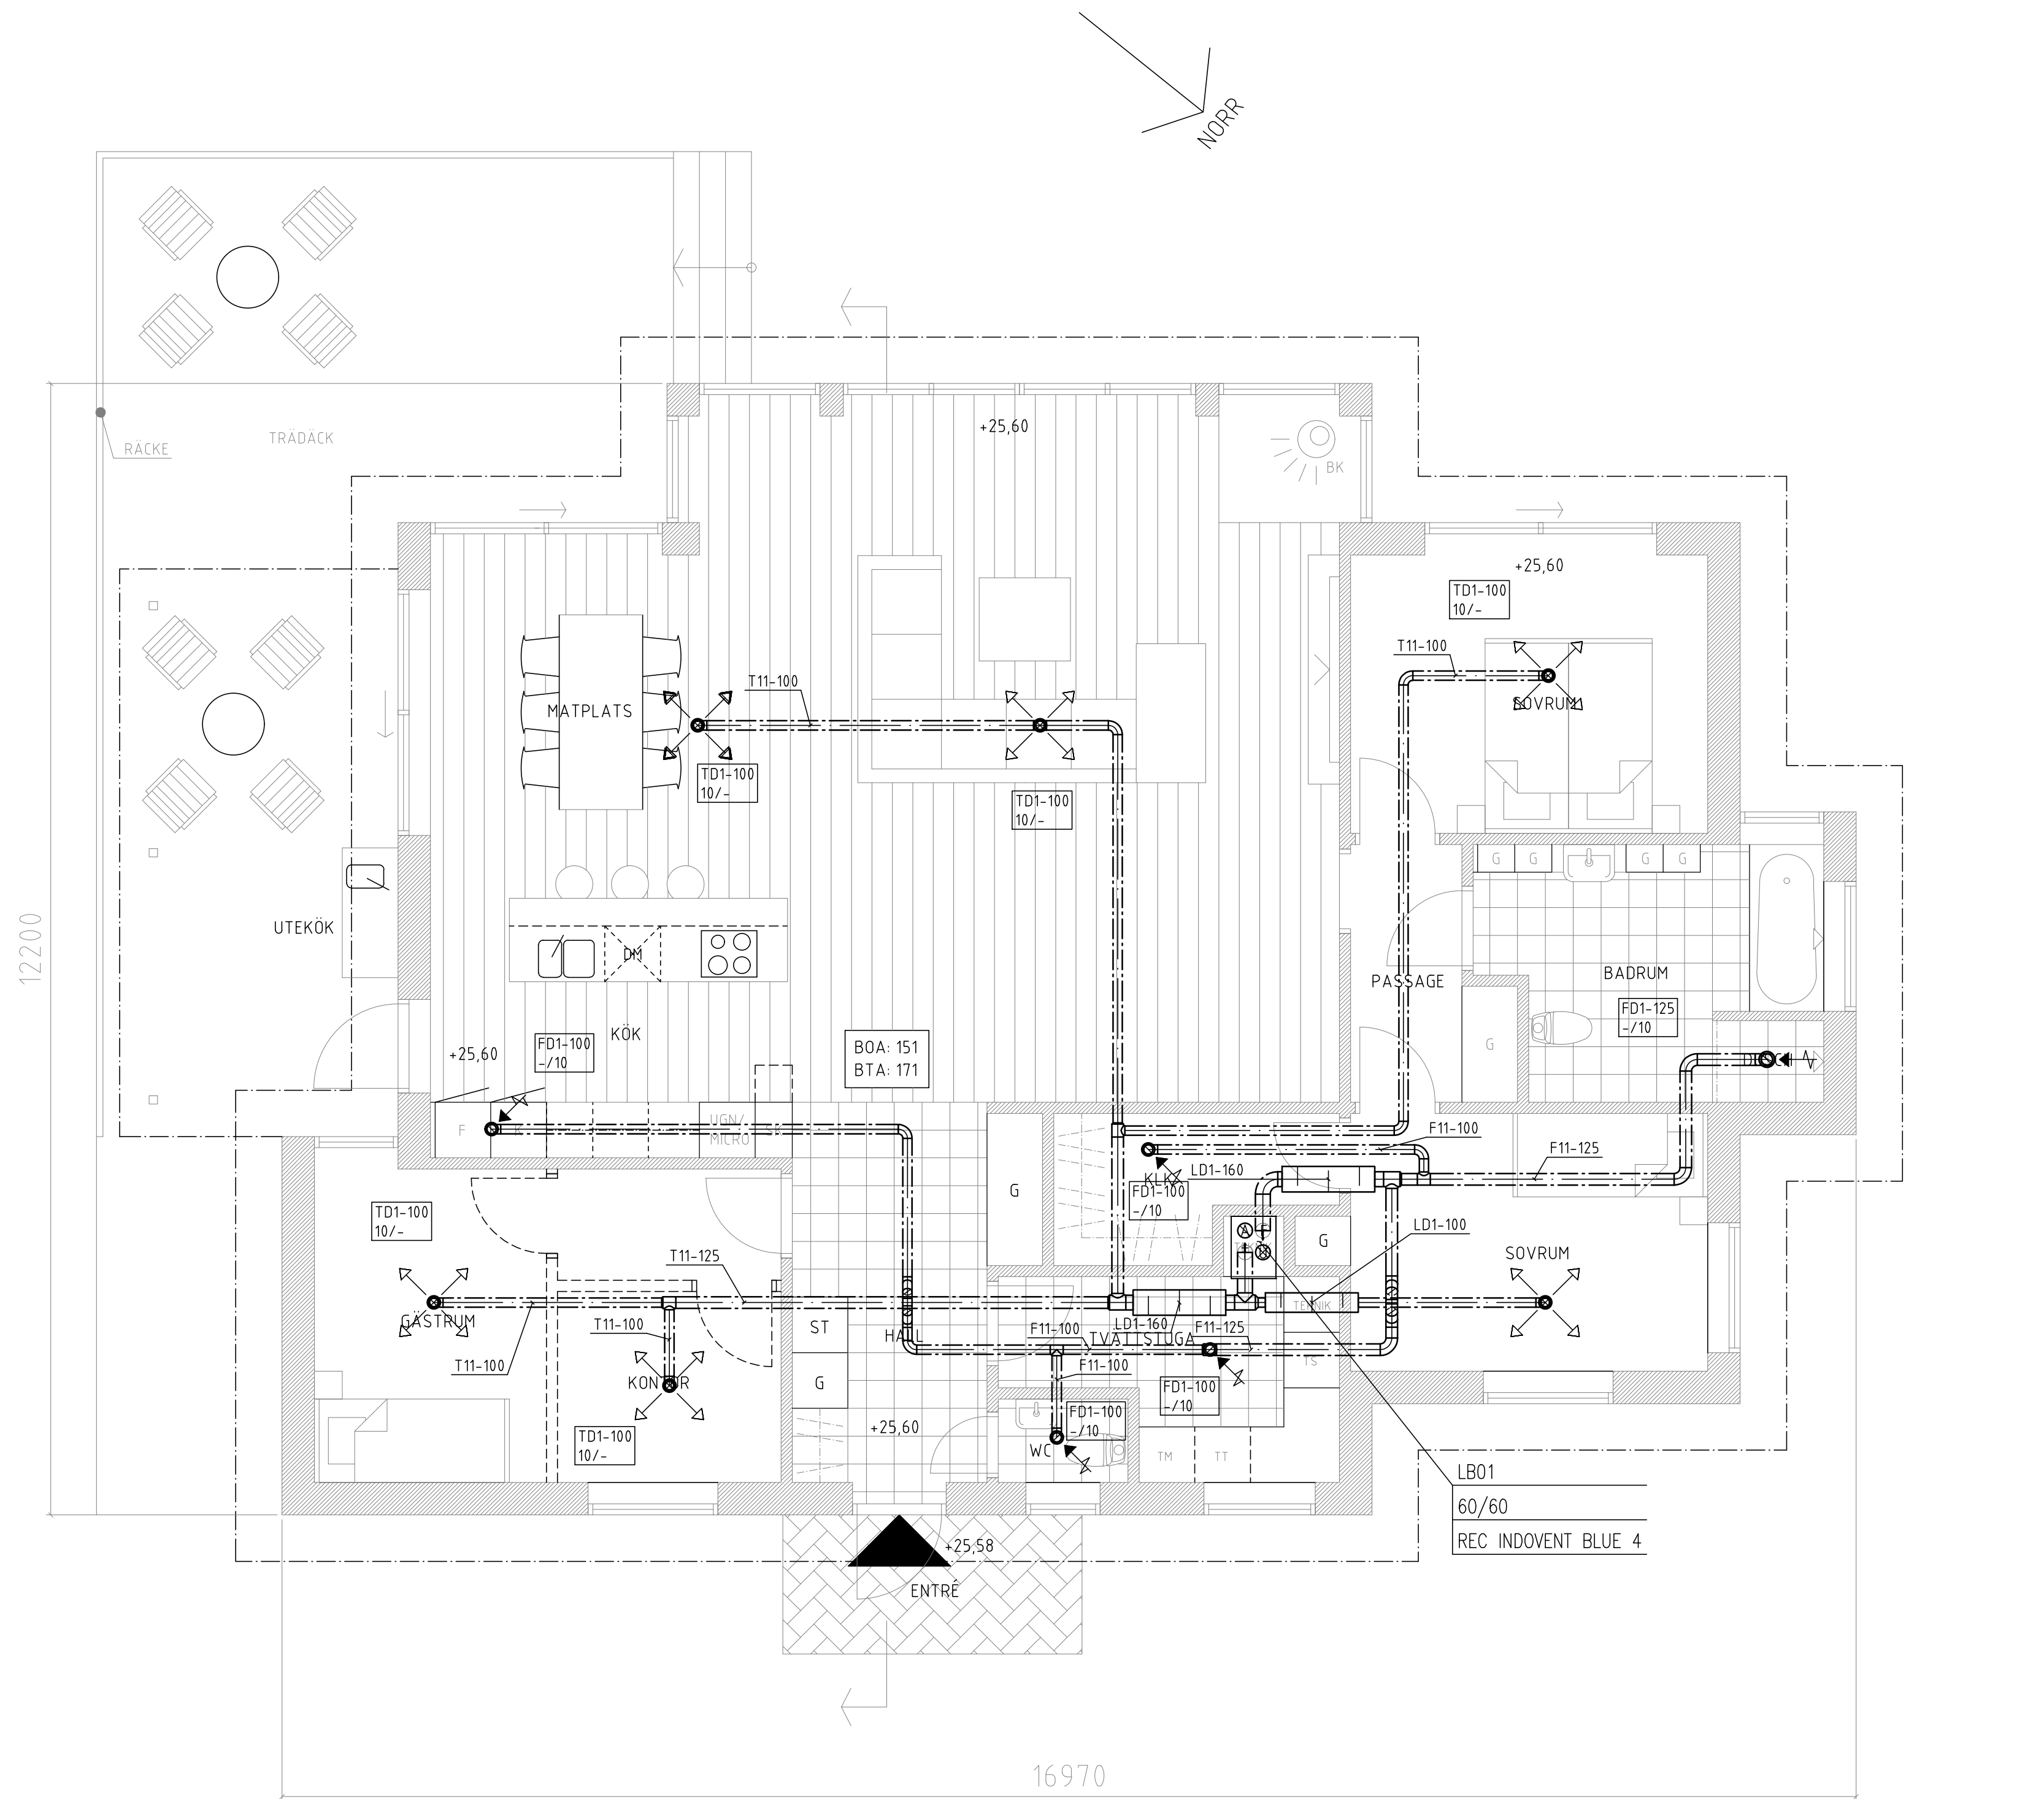 NORR
+25,60
BK
TRÄDÄCK
RÄCKE
+25,60
TD1-100
10/-
T11-100
SOVRUM
T11-100
MATPLATS
TD1-100
10/-
TD1-100
10/-
G
G
G
G
UTEKÖK
DM
12200
PASSAGE
BADRUM
FD1-125
-/10
KÖK
+25,60
FD1-100
-/10
BOA: 151
BTA: 171
G
F
K
UGN/
MICRO
SK
F11-100
F11-125
KLK
LD1-160
FD1-100
-/10
G
TD1-100
10/-
LD1-100
G
A
T11-125
SOVRUM
TEKNIK
GÄSTRUM
T11-100
ST
HALL
F11-100
LD1-160
F11-125
TVÄTTSTUGA
TS
T11-100
F11-100
KONTOR
G
FD1-100
-/10
FD1-100
-/10
+25,60
TD1-100
10/-
WC
TM
TT
LB01
60/60
REC INDOVENT BLUE 4
+25,58
ENTRÉ
16970